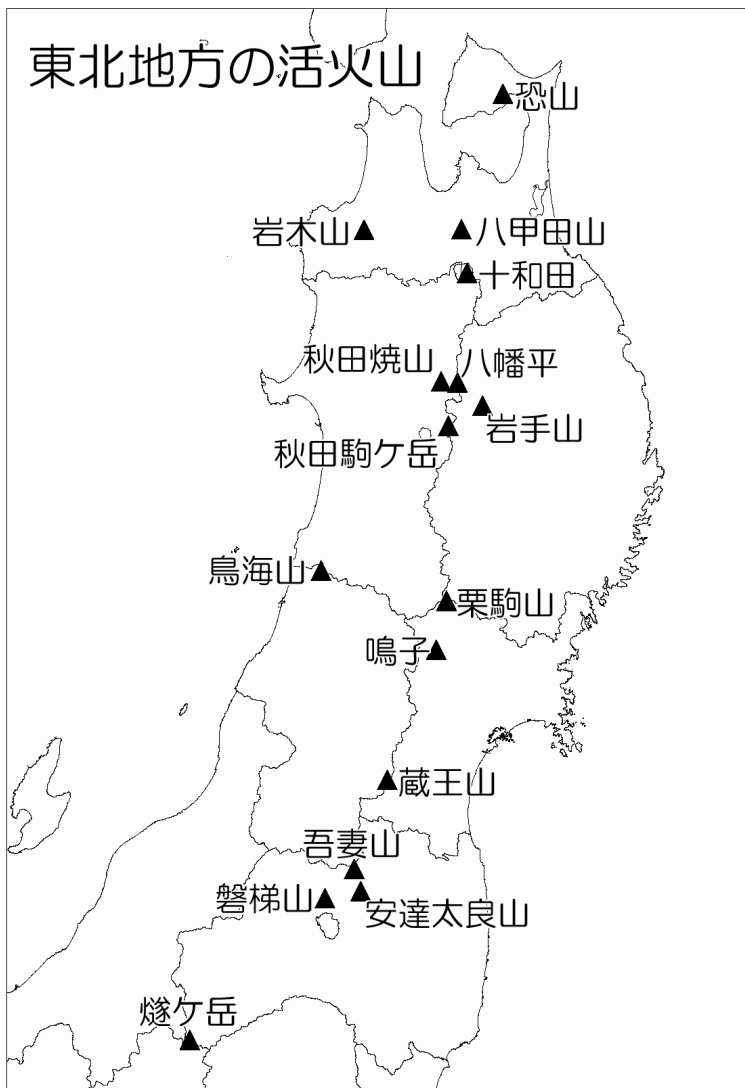 東北地方の活火山
恐山
岩木山
八甲田山
十和田
秋田焼山
八幡平
岩手山
秋田駒ケ岳
鳥海山
栗駒山
鳴子
蔵王山
吾妻山
磐梯山
安達太良山
燧ケ岳